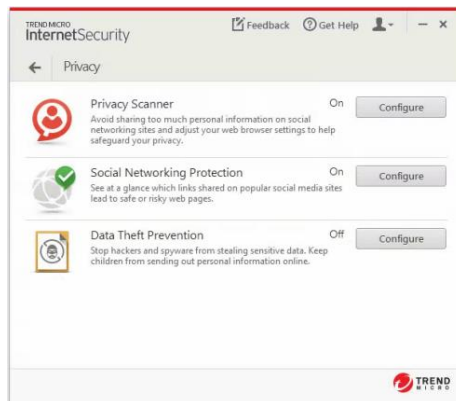 TREND MICRO
InternetSecurity
Feedback
Get Help
Privacy
Privacy Scanner
On
Configure
Avoid sharing too much personal information on social
networking sites and adjust your web browser settings to help
safeguard your privacy.
Social Networking Protection
On
Configure
See at a glance which links shared on popular social media sites
lead to safe or risky web pages.
Data Theft Prevention
Off
Configure
Stop hackers and spyware from stealing sensitive data. Keep
children from sending out personal information online.
TREND
MICRO